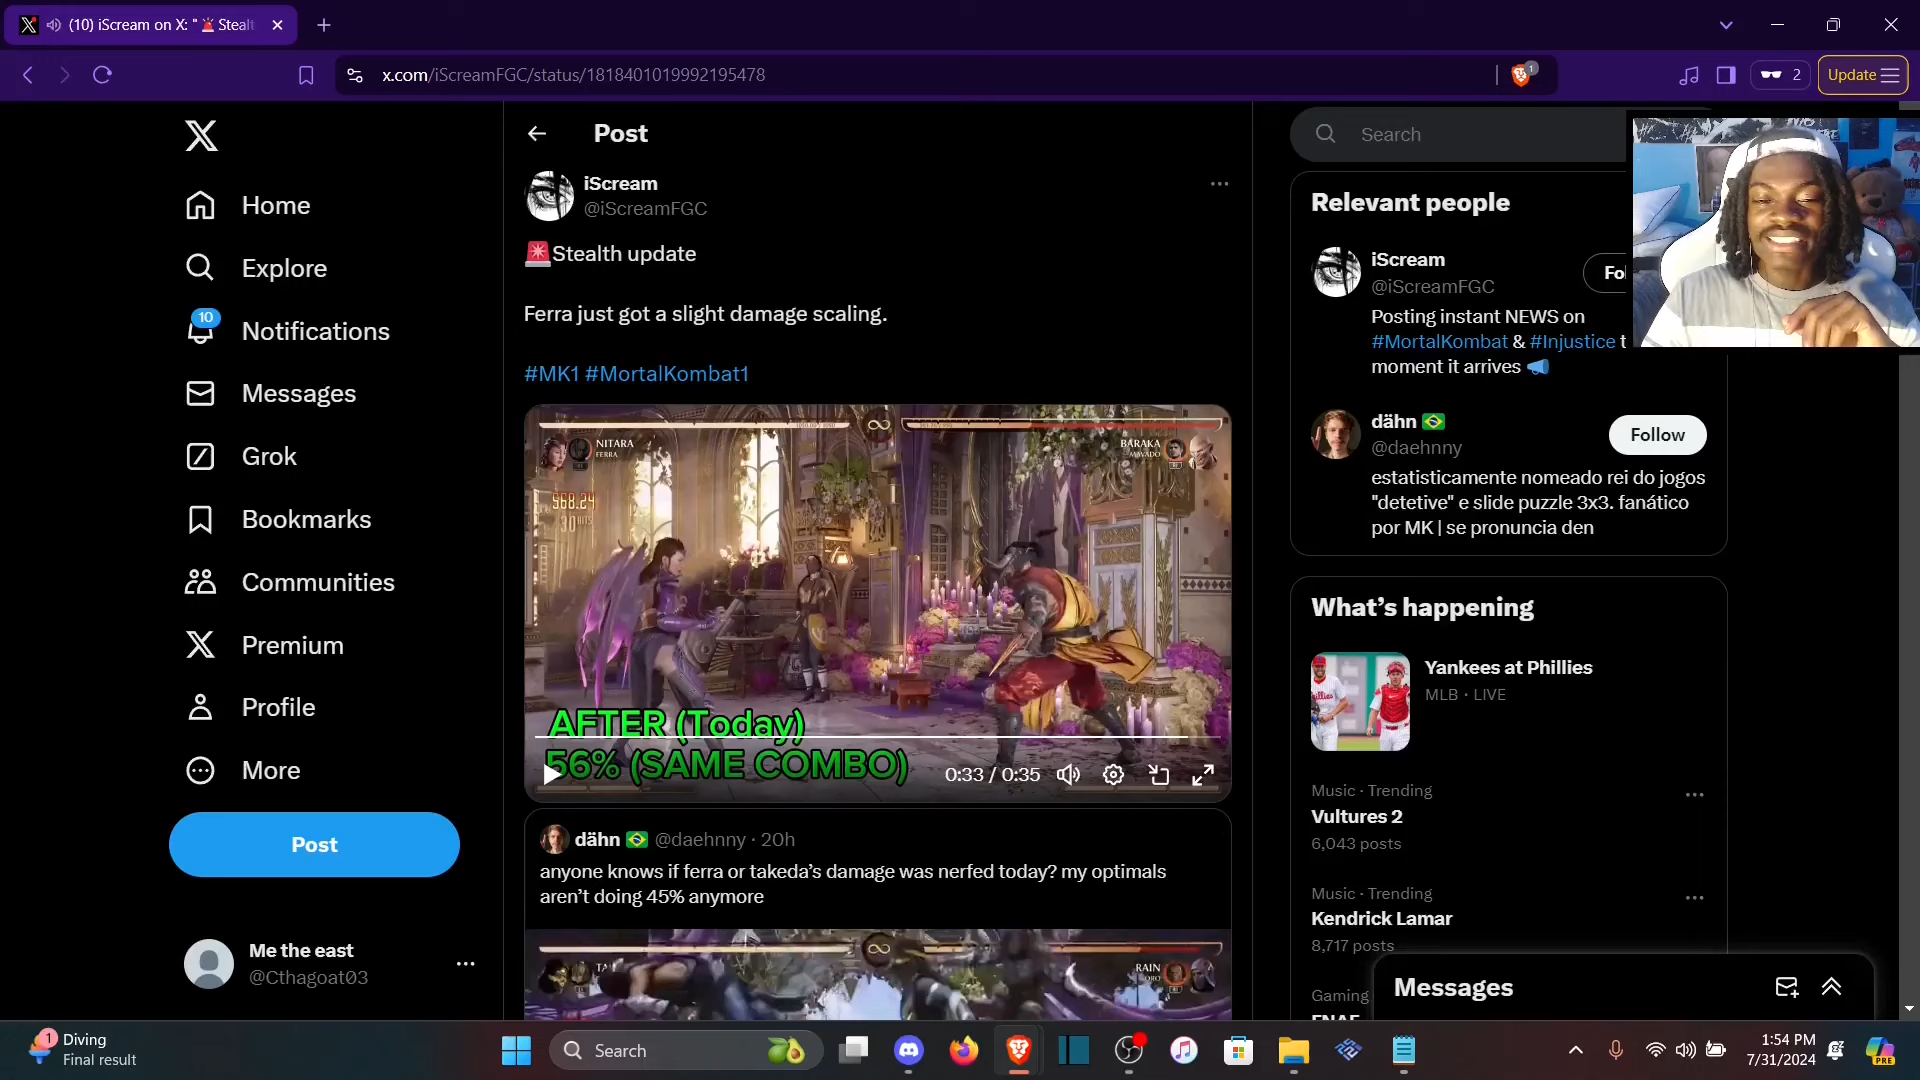 (10) iScream on X: "🚨Stealt
x.com/iScreamFGC/status/1818401019992195478
1
2
Update
Home
Explore
10
Notifications
Messages
Grok
Bookmarks
Communities
Premium
Profile
More
Post
Me the east
@Cthagoat03
Post
iScream
@iScreamFGC
🚨Stealth update
Ferra just got a slight damage scaling.
#MK1 #MortalKombat1
NITARA
FERRA
BARAKA
MAVADO
568.24
30 HITS
AFTER (Today)
56% (SAME COMBO)
0:33 / 0:35
dähn 🇧🇷 @daehnny · 20h
anyone knows if ferra or takeda's damage was nerfed today? my optimals
aren't doing 45% anymore
RAIN
Search
Relevant people
iScream
@iScreamFGC
Fol
Posting instant NEWS on
#MortalKombat & #Injustice t
moment it arrives 📣
dähn 🇧🇷
@daehnny
Follow
estatisticamente nomeado rei do jogos
"detetive" e slide puzzle 3x3. fanático
por MK | se pronuncia den
What's happening
Yankees at Phillies
MLB · LIVE
Music · Trending
Vultures 2
6,043 posts
Music · Trending
Kendrick Lamar
8,717 posts
Gaming
Messages
1
Diving
Final result
Search
1:54 PM
7/31/2024
PRE